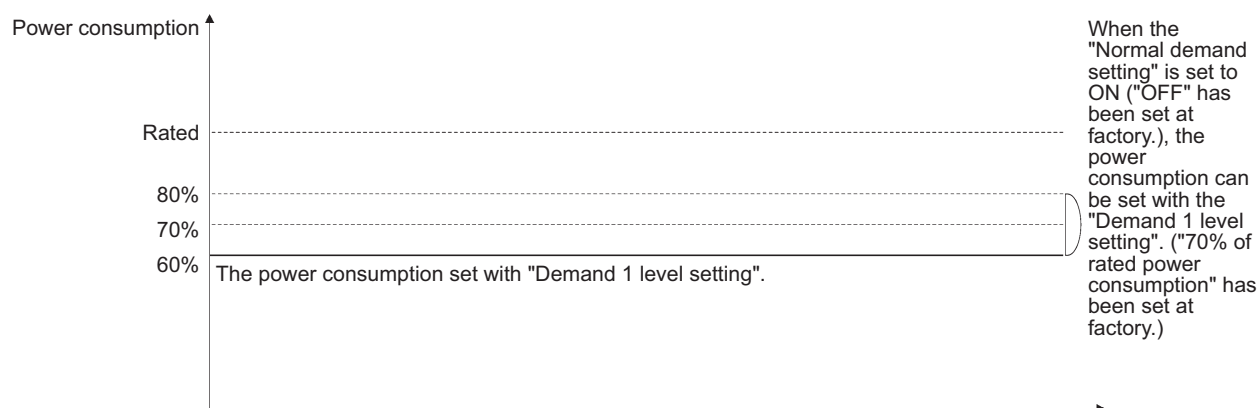 Power consumption
Rated
80%
70%
60%
The power consumption set with "Demand 1 level setting".
When the
"Normal demand
setting" is set to
ON ("OFF" has
been set at
factory.), the
power
consumption can
be set with the
"Demand 1 level
setting". ("70% of
rated power
consumption" has
been set at
factory.)